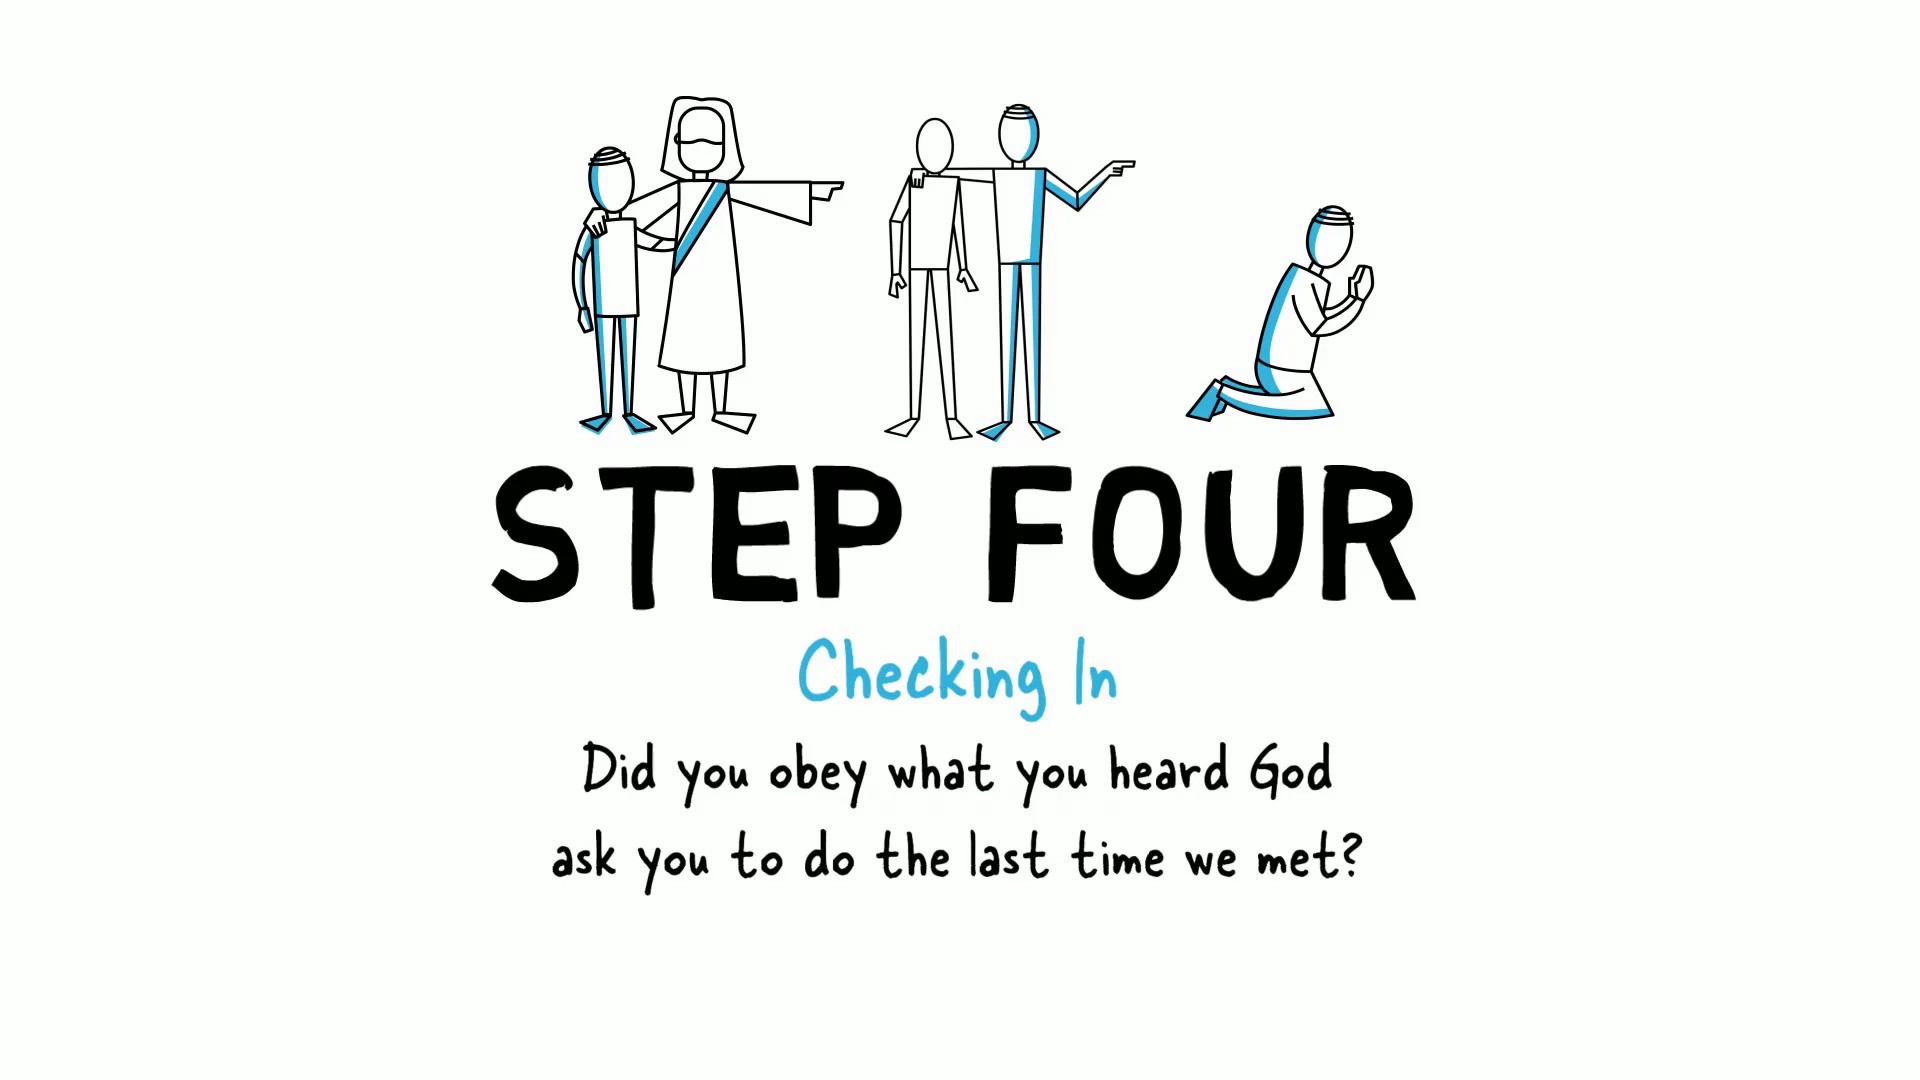 STEP FOUR
Checking In
Did you obey what you heard God
ask you to do the last time we met?